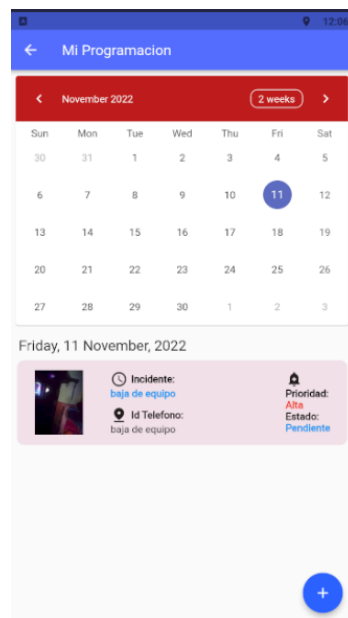 12:06
Mi Programacion
November 2022
2 weeks
Sun Mon Tue Wed Thu Fri Sat
30 31 1 2 3 4 5
6 7 8 9 10 11 12
13 14 15 16 17 18 19
20 21 22 23 24 25 26
27 28 29 30 1 2 3
Friday, 11 November, 2022
Incidente:
baja de equipo
Id Telefono:
baja de equipo
Prioridad:
Alta
Estado:
Pendiente